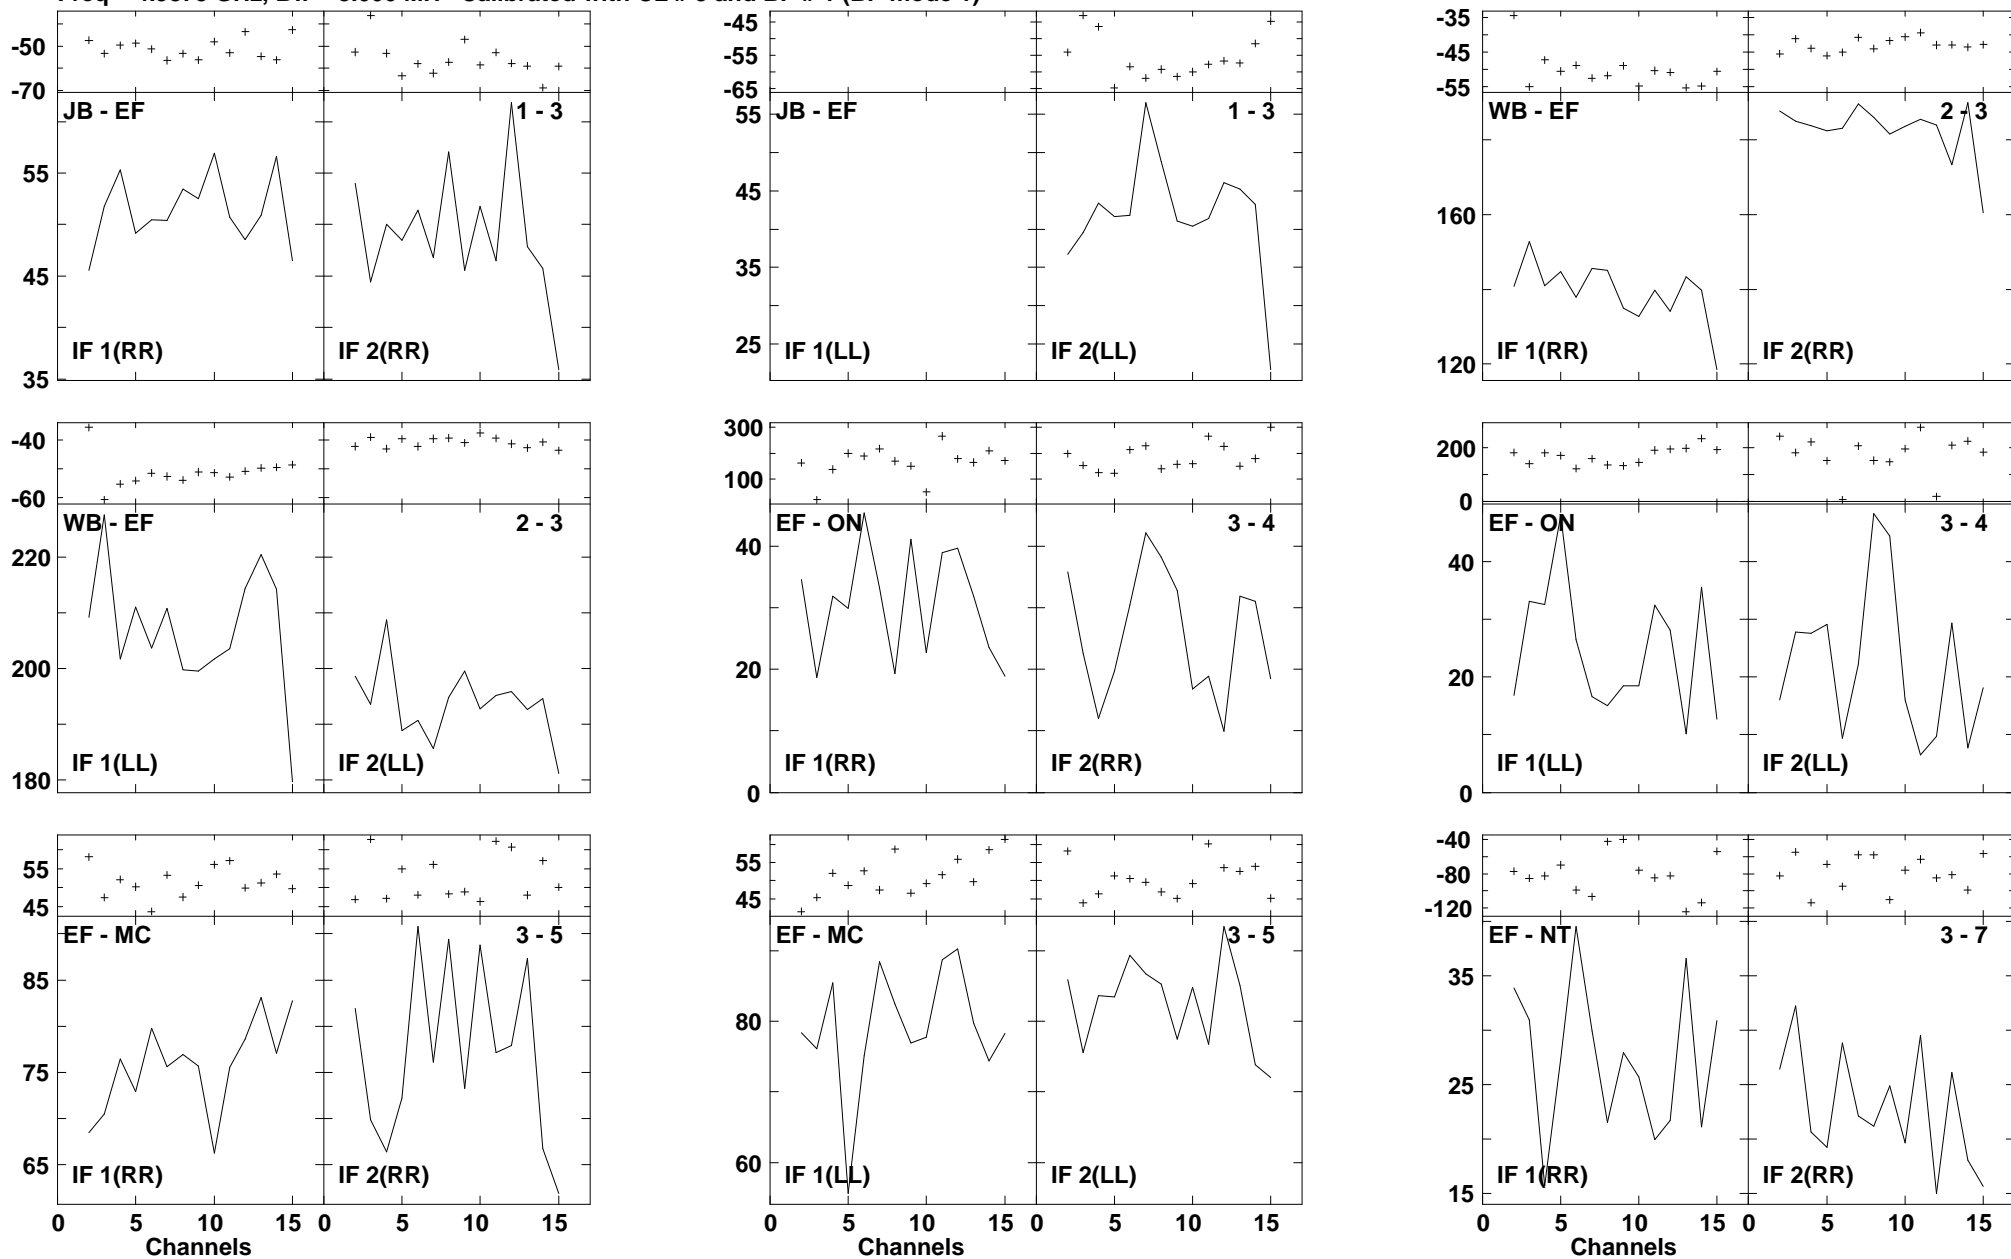 -50
-70
JB - EF
1 - 3
55
45
35
IF 1(RR)
IF 2(RR)
-45
-55
-65
JB - EF
1 - 3
55
45
35
25
IF 1(LL)
IF 2(LL)
-35
-45
-55
WB - EF
2 - 3
160
120
IF 1(RR)
IF 2(RR)
-40
-60
WB - EF
2 - 3
220
200
180
IF 1(LL)
IF 2(LL)
300
100
EF - ON
3 - 4
40
20
0
IF 1(RR)
IF 2(RR)
200
0
EF - ON
3 - 4
40
20
0
IF 1(LL)
IF 2(LL)
55
45
EF - MC
3 - 5
85
75
65
IF 1(RR)
IF 2(RR)
0 5 10 15 0 5 10 15
Channels
55
45
EF - MC
3 - 5
80
60
IF 1(LL)
IF 2(LL)
0 5 10 15 0 5 10 15
Channels
-40
-80
-120
EF - NT
3 - 7
35
25
15
IF 1(RR)
IF 2(RR)
0 5 10 15 0 5 10 15
Channels